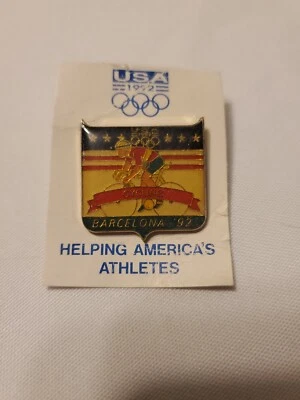 USA
1992
BARCELONA '92
HELPING AMERICA'S
ATHLETES